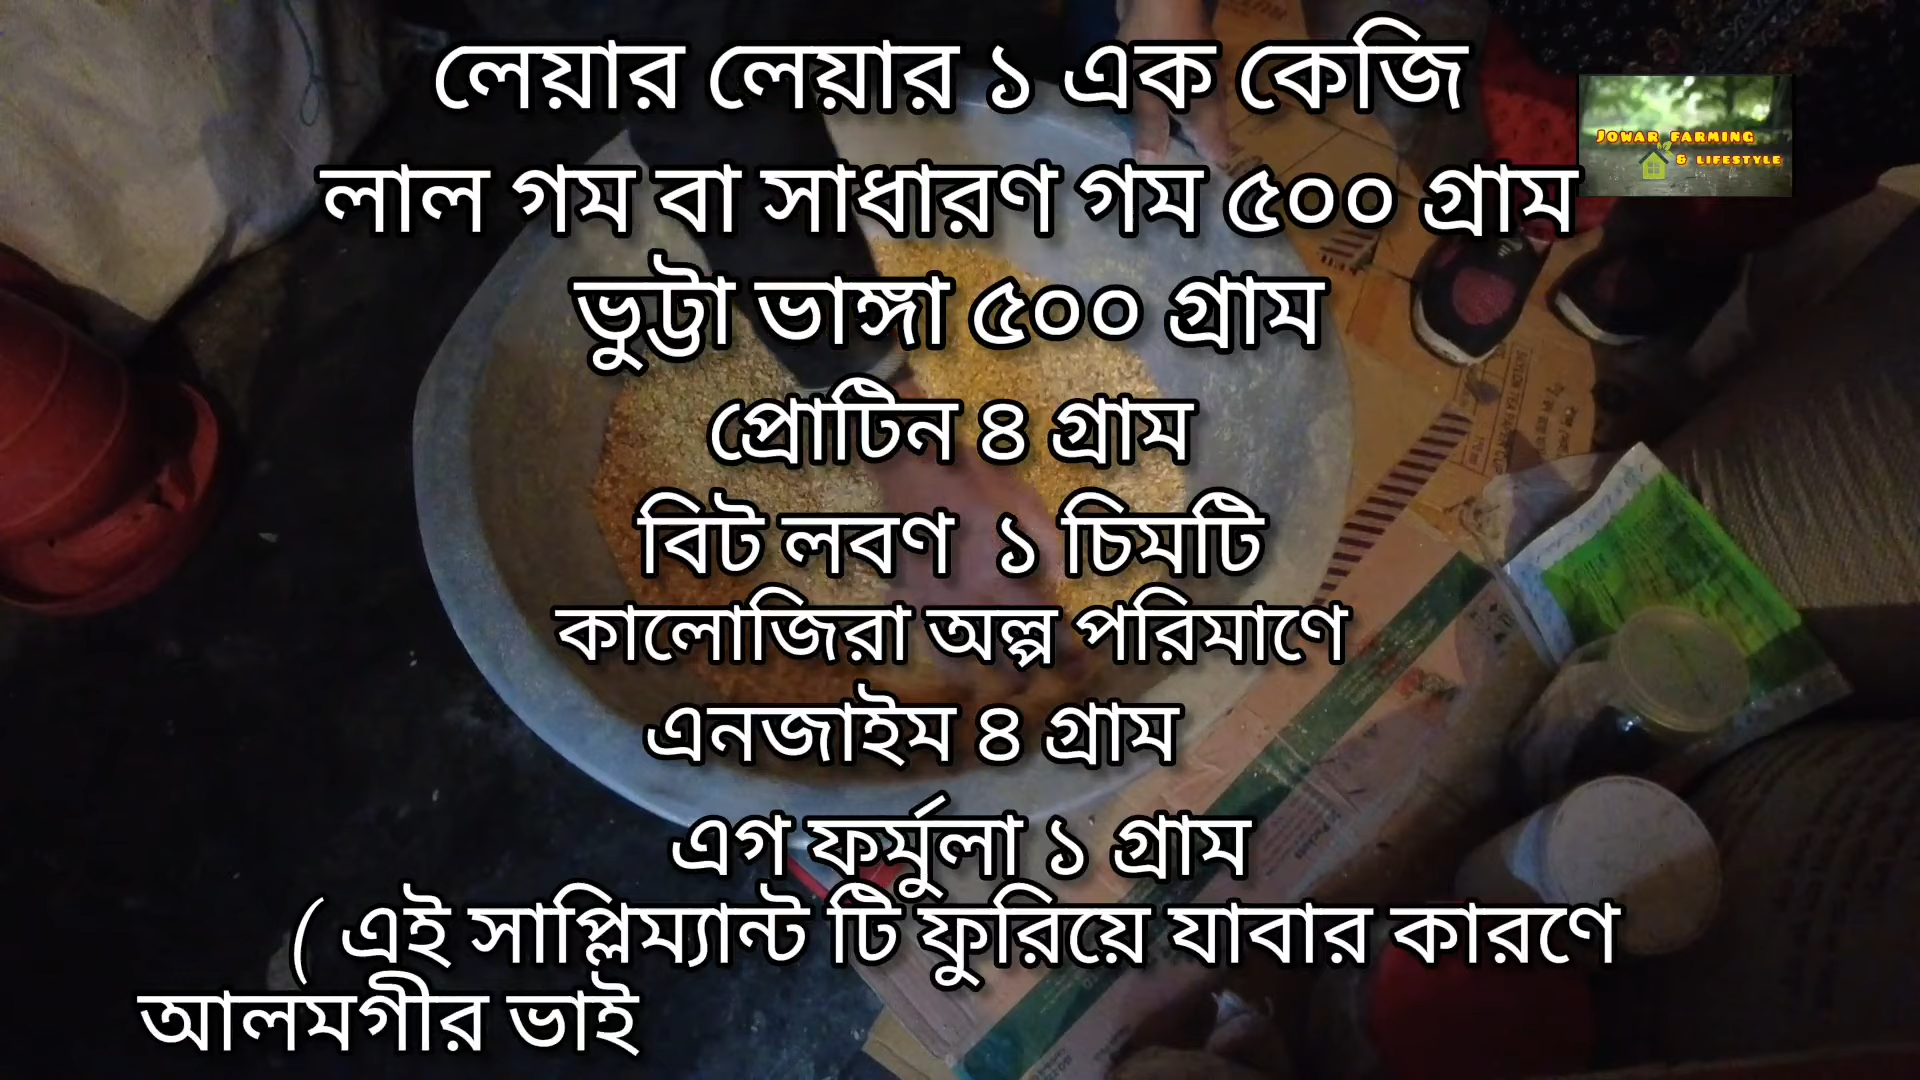 লেয়ার লেয়ার ১ এক কেজি
লাল গম বা সাধারণ গম ৫০০ গ্রাম
ভুট্টা ভাঙ্গা ৫০০ গ্রাম
প্রোটিন ৪ গ্রাম
বিট লবণ ১ চিমটি
কালোজিরা অল্প পরিমাণে
এনজাইম ৪ গ্রাম
এগ ফর্মুলা ১ গ্রাম
( এই সাপ্লিম্যান্ট টি ফুরিয়ে যাবার কারণে
আলমগীর ভাই
JOWAR FARMING
& LIFESTYLE